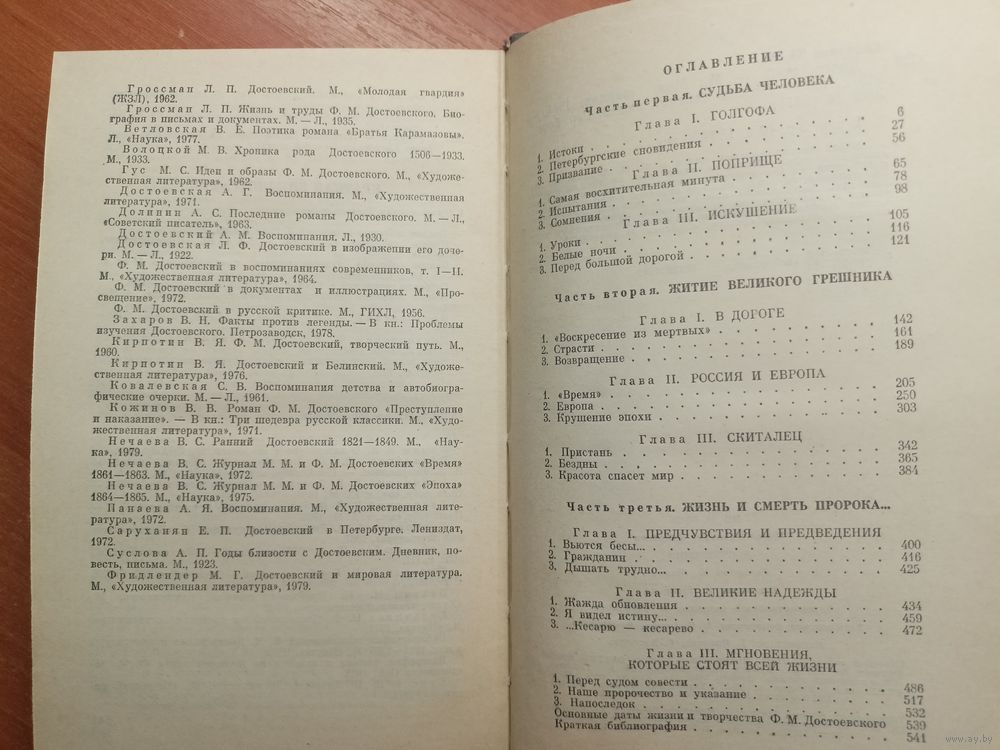 Гроссман Л. П. Достоевский. М., «Молодая гвардия»
(ЖЗЛ), 1962.
Гроссман Л. П. Жизнь и труды Ф. М. Достоевского. Био-
графия в письмах и документах. М. — Л., 1935.
Ветловская В. Е. Поэтика романа «Братья Карамазовы».
Л., «Наука», 1977.
Волоцкой М. В. Хроника рода Достоевского 1506—1933.
М., 1933.
Гус М. С. Идеи и образы Ф. М. Достоевского. М., «Художе-
ственная литература», 1962.
Достоевская А. Г. Воспоминания. М., «Художественная
литература», 1971.
Долинин А. С. Последние романы Достоевского. М. — Л.,
«Советский писатель», 1963.
Достоевский А. М. Воспоминания. Л., 1930.
Достоевская Л. Ф. Достоевский в изображении его доче-
ри. М. — Л., 1922.
Ф. М. Достоевский в воспоминаниях современников, т. I—II.
М., «Художественная литература», 1964.
Ф. М. Достоевский в документах и иллюстрациях. М., «Про-
свещение», 1972.
Ф. М. Достоевский в русской критике. М., ГИХЛ, 1956.
Захаров В. Н. Факты против легенды. — В кн.: Проблемы
изучения Достоевского. Петрозаводск, 1978.
Кирпотин В. Я. Ф. М. Достоевский, творческий путь. М.,
1960.
Кирпотин В. Я. Достоевский и Белинский. М., «Художе-
ственная литература», 1976.
Ковалевская С. В. Воспоминания детства и автобиогра-
фические очерки. М. — Л., 1961.
Кожинов В. В. Роман Ф. М. Достоевского «Преступление
и наказание». — В кн.: Три шедевра русской классики. М., «Худо-
жественная литература», 1971.
Нечаева В. С. Ранний Достоевский 1821—1849. М., «Нау-
ка», 1979.
Нечаева В. С. Журнал М. М. и Ф. М. Достоевских «Время»
1861—1863. М., «Наука», 1972.
Нечаева В. С. Журнал М. М. и Ф. М. Достоевских «Эпоха»
1864—1865. М., «Наука», 1975.
Панаева А. Я. Воспоминания. М., «Художественная лите-
ратура», 1972.
Саруханян Е. П. Достоевский в Петербурге. Лениздат,
1972.
Суслова А. П. Годы близости с Достоевским. Дневник, по-
весть, письма. М., 1923.
Фридлендер М. Г. Достоевский и мировая литература.
М., «Художественная литература», 1979.
ОГЛАВЛЕНИЕ
Часть первая. СУДЬБА ЧЕЛОВЕКА
Глава I. ГОЛГОФА
1. Истоки . . . . . 6
2. Петербургские сновидения . . . . . 27
3. Призвание . . . . . 56
Глава II. ПОПРИЩЕ
1. Самая восхитительная минута . . . . . 65
2. Испытания . . . . . 78
3. Сомнения . . . . . 98
Глава III. ИСКУШЕНИЕ
1. Уроки . . . . . 105
2. Белые ночи . . . . . 116
3. Перед большой дорогой . . . . . 121
Часть вторая. ЖИТИЕ ВЕЛИКОГО ГРЕШНИКА
Глава I. В ДОГОГЕ
1. «Воскресение из мертвых» . . . . . 142
2. Страсти . . . . . 161
3. Возвращение . . . . . 189
Глава II. РОССИЯ И ЕВРОПА
1. «Время» . . . . . 205
2. Европа . . . . . 250
3. Крушение эпохи . . . . . 303
Глава III. СКИТАЛЕЦ
1. Пристань . . . . . 342
2. Бездны . . . . . 365
3. Красота спасет мир . . . . . 384
Часть третья. ЖИЗНЬ И СМЕРТЬ ПРОРОКА...
Глава I. ПРЕДЧУВСТВИЯ И ПРЕДВЕДЕНИЯ
1. Вьются бесы... . . . . . 400
2. Гражданин . . . . . 416
3. Дышать трудно... . . . . . 425
Глава II. ВЕЛИКИЕ НАДЕЖДЫ
1. Жажда обновления . . . . . 434
2. Я видел истину... . . . . . 459
3. ...Кесарю — кесарево . . . . . 472
Глава III. МГНОВЕНИЯ,
КОТОРЫЕ СТОЯТ ВСЕЙ ЖИЗНИ
1. Перед судом совести . . . . . 486
2. Наше пророчество и указание . . . . . 517
3. Напоследок . . . . . 532
Основные даты жизни и творчества Ф. М. Достоевского 539
Краткая библиография . . . . . 541
www.ay.by